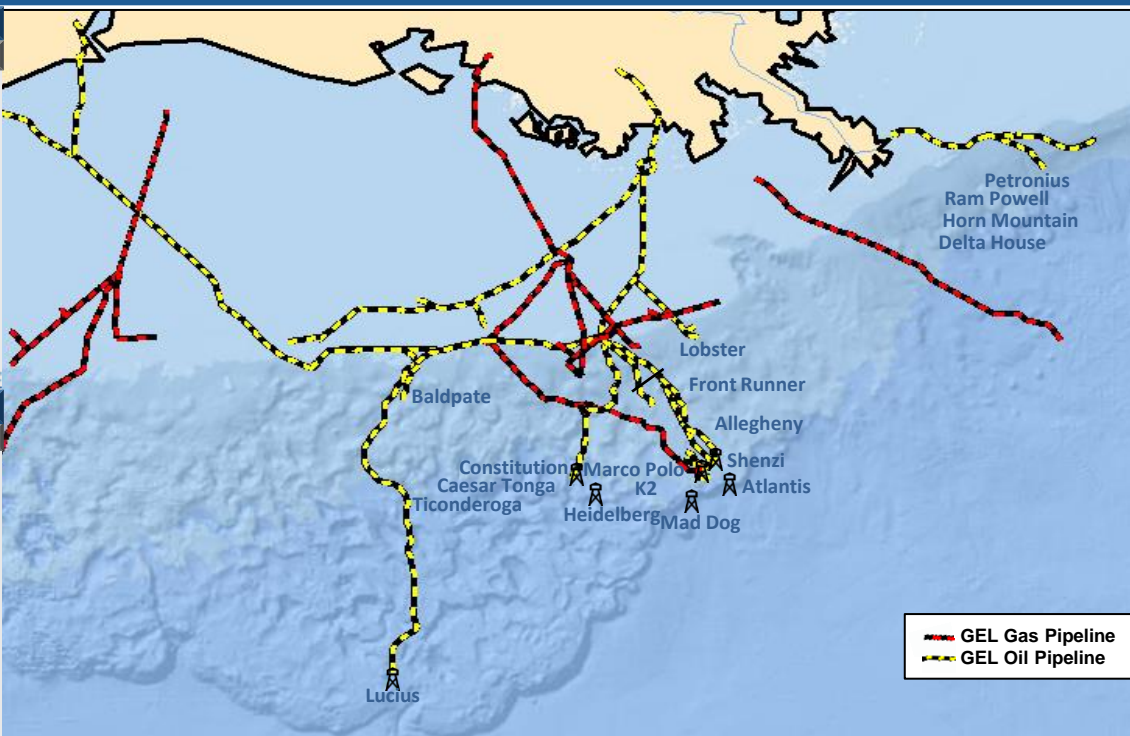 Petronius
Ram Powell
Horn Mountain
Delta House
Lobster
Front Runner
Baldpate
Allegheny
Shenzi
Constitution
Marco Polo
Caesar Tonga
K2
Atlantis
Ticonderoga
Heidelberg
Mad Dog
GEL Gas Pipeline
GEL Oil Pipeline
Lucius